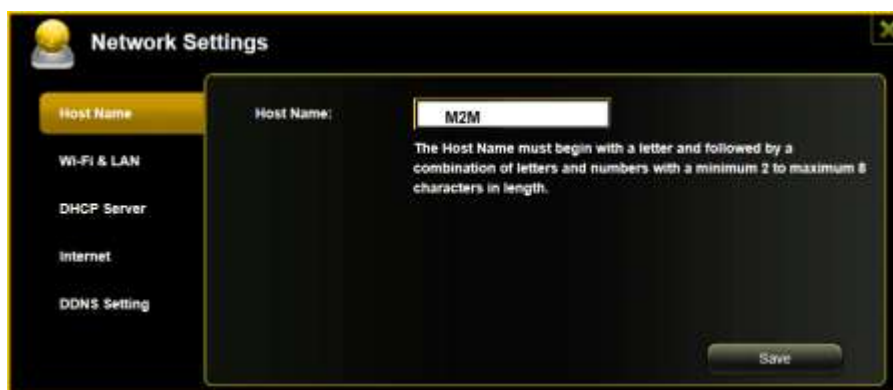 Network Settings
Host Name
Host Name:
M2M
The Host Name must begin with a letter and followed by a
combination of letters and numbers with a minimum 2 to maximum 8
characters in length.
Wi-Fi & LAN
DHCP Server
Internet
DDNS Setting
Save